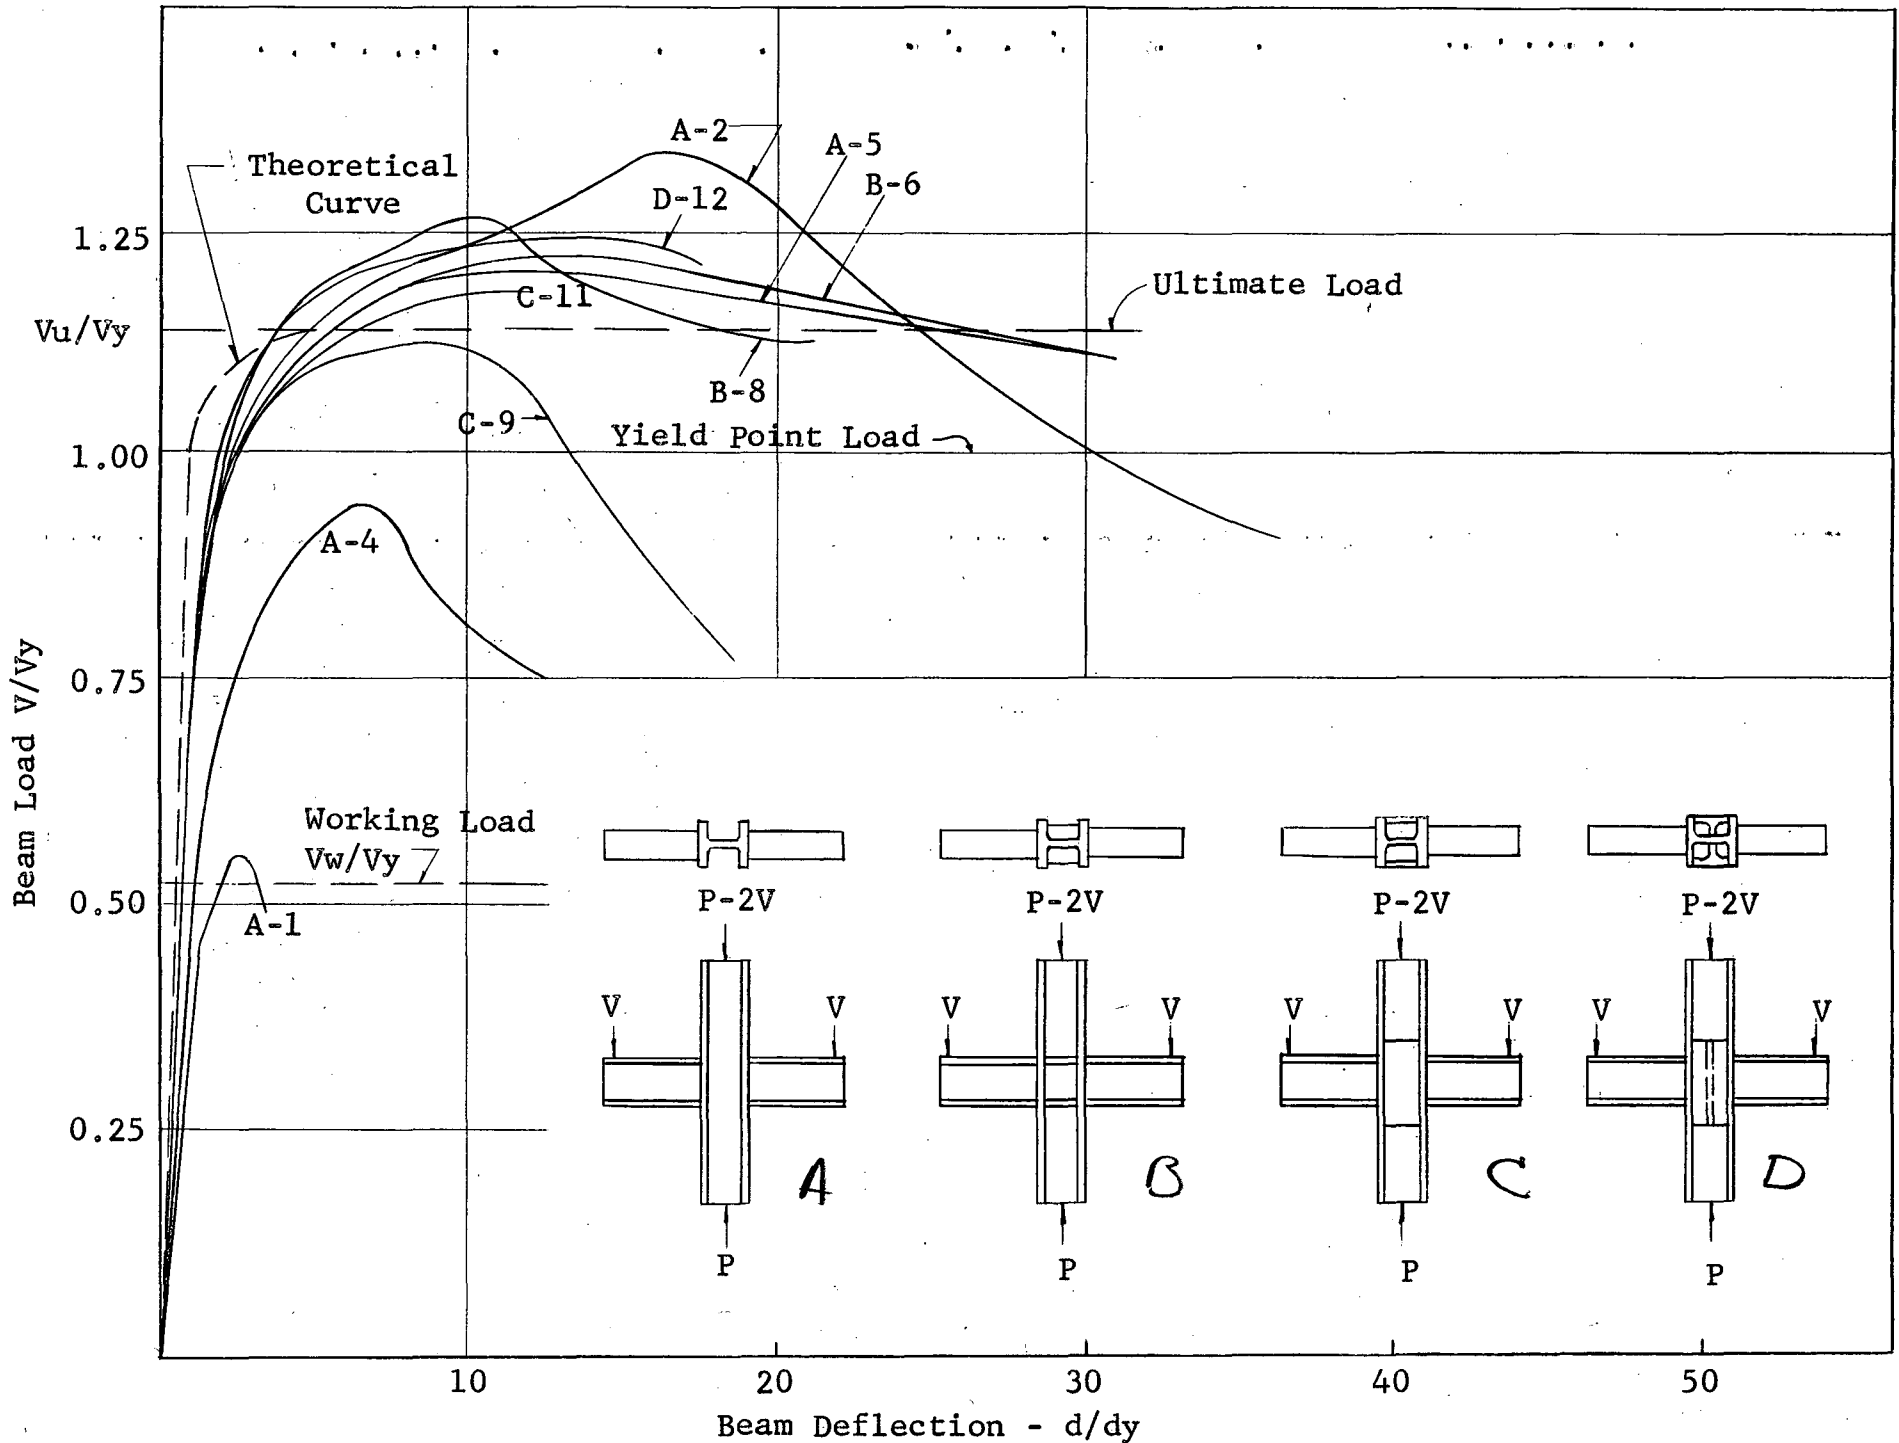 A-2
A-5
Theoretical
Curve
B-6
D-12
1.25
Ultimate Load
C-11
Vu/Vy
B-8
C-9
Yield Point Load
1.00
A-4
0.75
Beam Load V/Vy
Working Load
Vw/Vy
0.50
A-1
P-2V
P-2V
P-2V
P-2V
V
V
V
V
V
V
V
V
0.25
A
B
C
D
P
P
P
P
10
20
30
40
50
Beam Deflection - d/dy